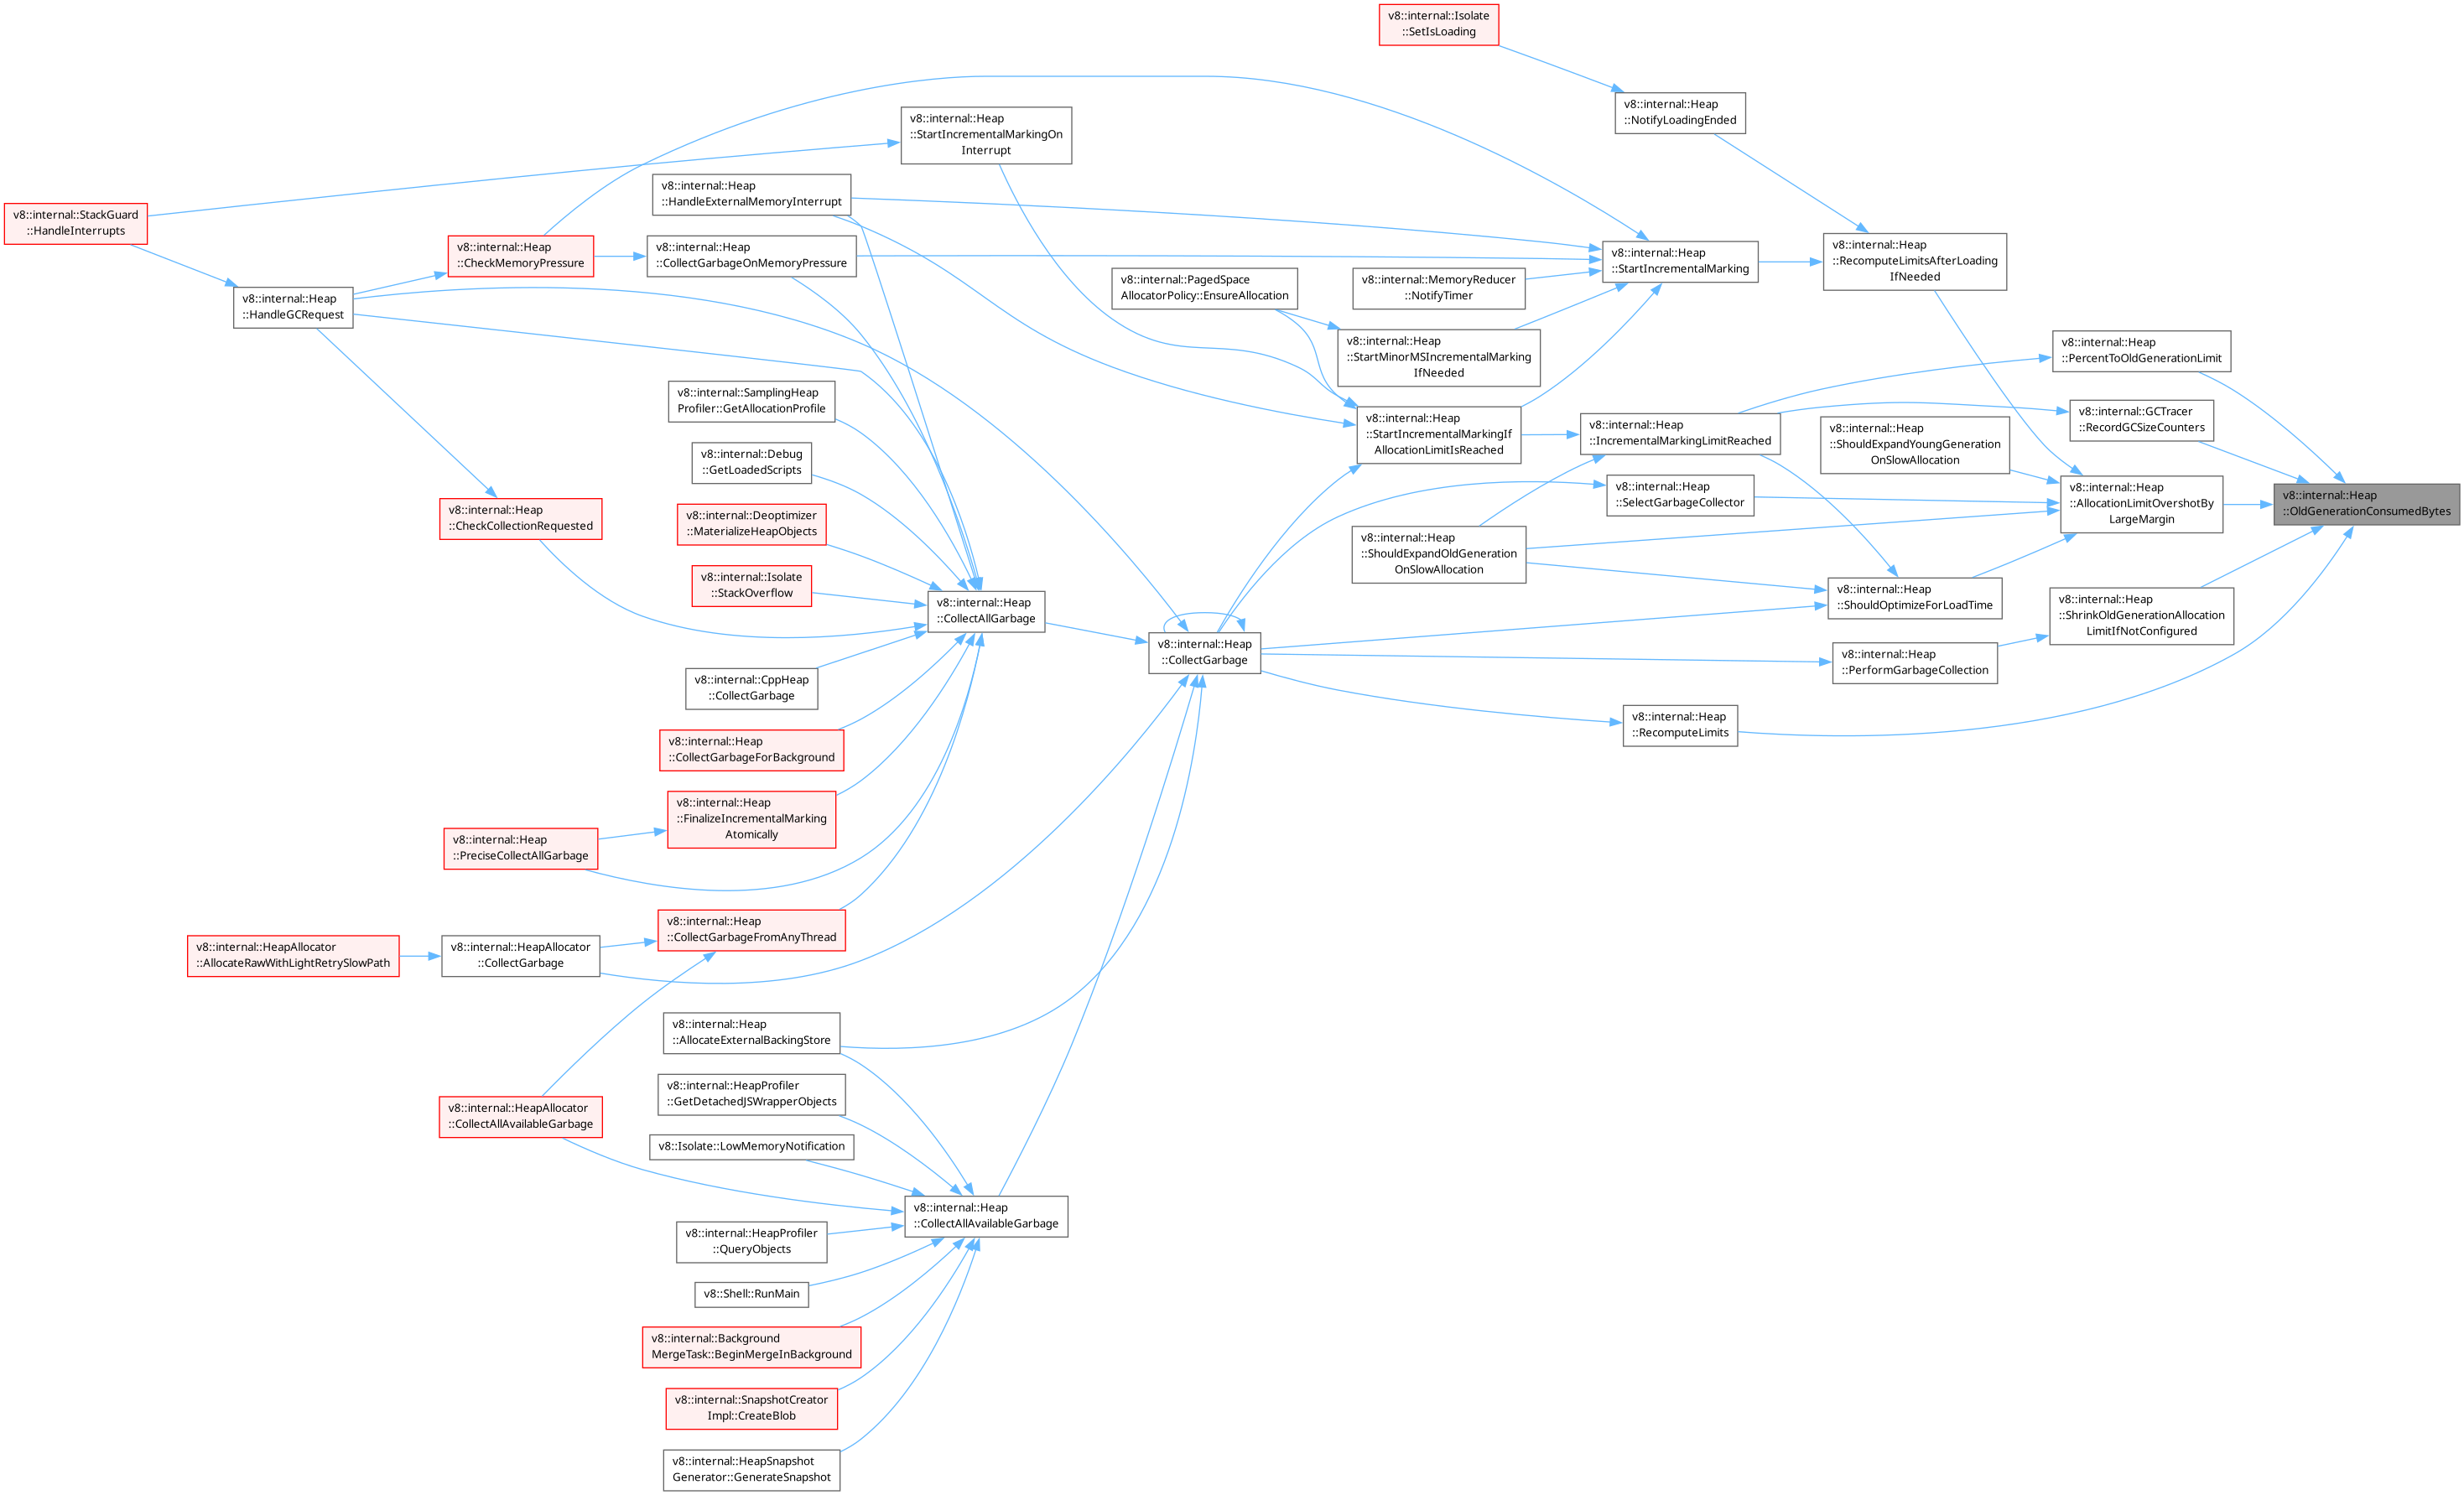 v8::internal::Isolate
::SetIsLoading
v8::internal::Heap
::NotifyLoadingEnded
v8::internal::Heap
::StartIncrementalMarkingOn
Interrupt
v8::internal::Heap
::HandleExternalMemoryInterrupt
v8::internal::StackGuard
::HandleInterrupts
v8::internal::Heap
::CheckMemoryPressure
v8::internal::Heap
::CollectGarbageOnMemoryPressure
v8::internal::Heap
::StartIncrementalMarking
v8::internal::Heap
::RecomputeLimitsAfterLoading
IfNeeded
v8::internal::PagedSpace
AllocatorPolicy::EnsureAllocation
v8::internal::MemoryReducer
::NotifyTimer
v8::internal::Heap
::HandleGCRequest
v8::internal::Heap
::StartMinorMSIncrementalMarking
IfNeeded
v8::internal::Heap
::PercentToOldGenerationLimit
v8::internal::SamplingHeap
Profiler::GetAllocationProfile
v8::internal::Heap
::StartIncrementalMarkingIf
AllocationLimitIsReached
v8::internal::Heap
::IncrementalMarkingLimitReached
v8::internal::GCTracer
::RecordGCSizeCounters
v8::internal::Heap
::ShouldExpandYoungGeneration
OnSlowAllocation
v8::internal::Debug
::GetLoadedScripts
v8::internal::Heap
::SelectGarbageCollector
v8::internal::Heap
::AllocationLimitOvershotBy
LargeMargin
v8::internal::Heap
::OldGenerationConsumedBytes
v8::internal::Heap
::CheckCollectionRequested
v8::internal::Deoptimizer
::MaterializeHeapObjects
v8::internal::Heap
::ShouldExpandOldGeneration
OnSlowAllocation
v8::internal::Isolate
::StackOverflow
v8::internal::Heap
::CollectAllGarbage
v8::internal::Heap
::ShouldOptimizeForLoadTime
v8::internal::Heap
::ShrinkOldGenerationAllocation
LimitIfNotConfigured
v8::internal::Heap
::CollectGarbage
v8::internal::Heap
::PerformGarbageCollection
v8::internal::CppHeap
::CollectGarbage
v8::internal::Heap
::RecomputeLimits
v8::internal::Heap
::CollectGarbageForBackground
v8::internal::Heap
::FinalizeIncrementalMarking
Atomically
v8::internal::Heap
::PreciseCollectAllGarbage
v8::internal::Heap
::CollectGarbageFromAnyThread
v8::internal::HeapAllocator
::AllocateRawWithLightRetrySlowPath
v8::internal::HeapAllocator
::CollectGarbage
v8::internal::Heap
::AllocateExternalBackingStore
v8::internal::HeapProfiler
::GetDetachedJSWrapperObjects
v8::internal::HeapAllocator
::CollectAllAvailableGarbage
v8::Isolate::LowMemoryNotification
v8::internal::Heap
::CollectAllAvailableGarbage
v8::internal::HeapProfiler
::QueryObjects
v8::Shell::RunMain
v8::internal::Background
MergeTask::BeginMergeInBackground
v8::internal::SnapshotCreator
Impl::CreateBlob
v8::internal::HeapSnapshot
Generator::GenerateSnapshot